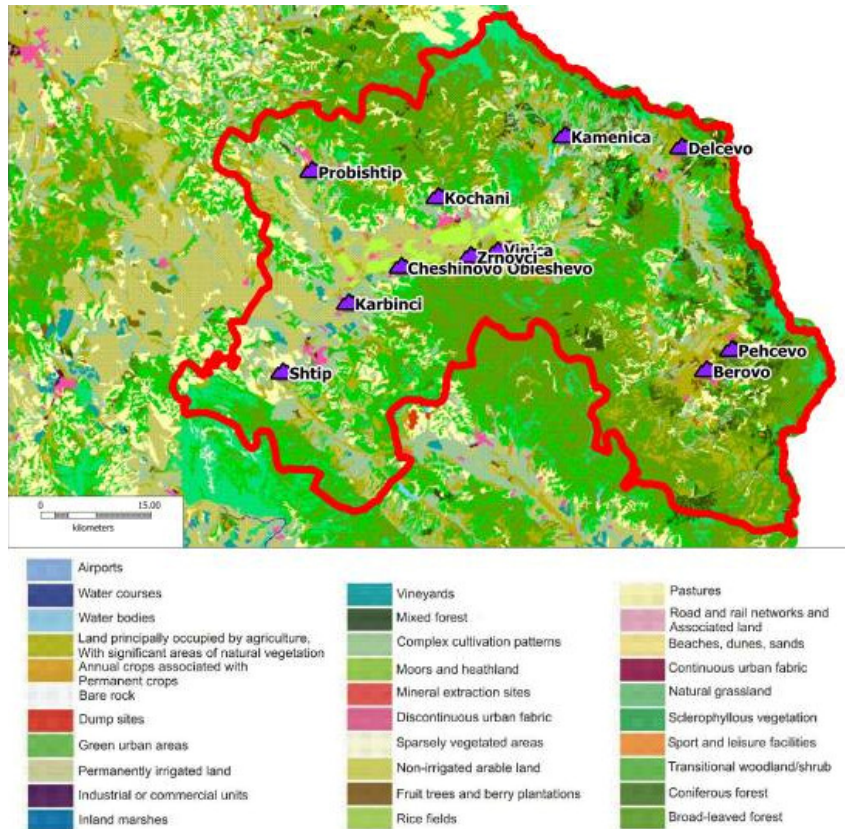 Kamenica
Delcevo
Probishtip
Kochani
Vinica
Zrnovci
Cheshinovo Obleshevo
Karbinci
Pehcevo
Berovo
Shtip
0 15.00
kilometers
Airports
Water courses
Water bodies
Land principally occupied by agriculture,
With significant areas of natural vegetation
Annual crops associated with
Permanent crops
Bare rock
Dump sites
Green urban areas
Permanently irrigated land
Industrial or commercial units
Inland marshes
Vineyards
Mixed forest
Complex cultivation patterns
Moors and heathland
Mineral extraction sites
Discontinuous urban fabric
Sparsely vegetated areas
Non-irrigated arable land
Fruit trees and berry plantations
Rice fields
Pastures
Road and rail networks and
Associated land
Beaches, dunes, sands
Continuous urban fabric
Natural grassland
Sclerophyllous vegetation
Sport and leisure facilities
Transitional woodland/shrub
Coniferous forest
Broad-leaved forest